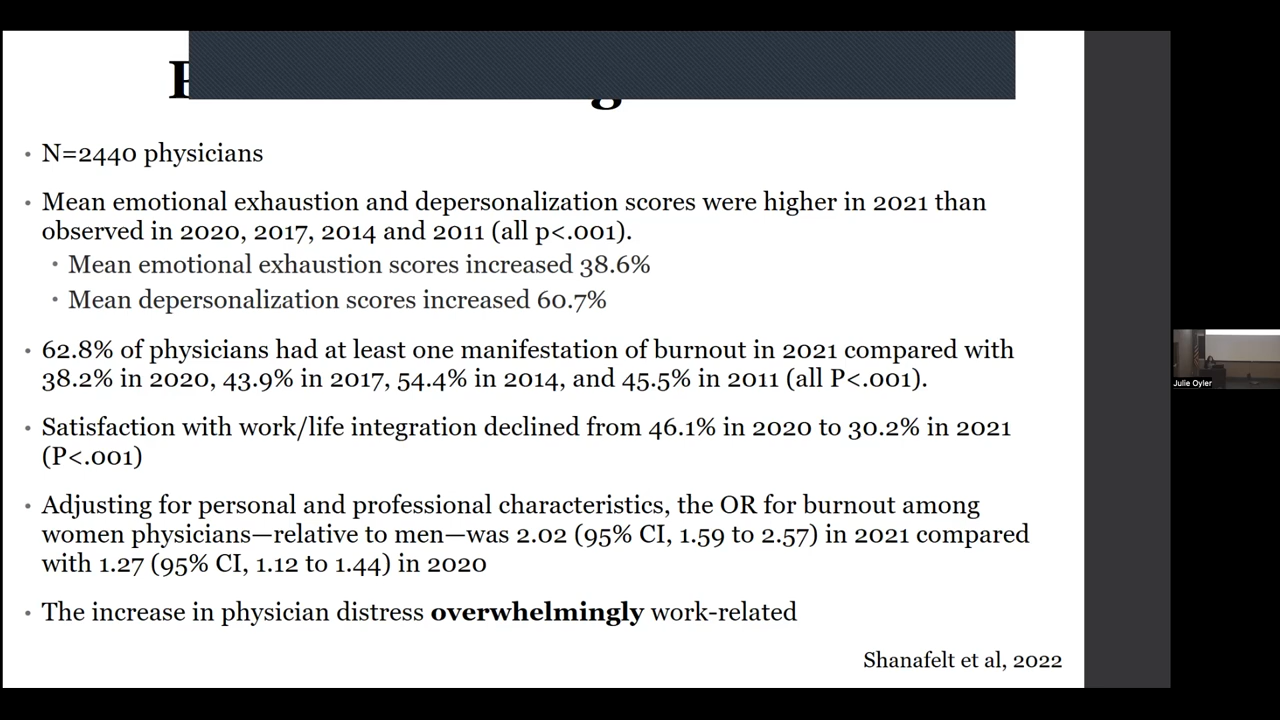 • N=2440 physicians
• Mean emotional exhaustion and depersonalization scores were higher in 2021 than
observed in 2020, 2017, 2014 and 2011 (all p<.001).
• Mean emotional exhaustion scores increased 38.6%
• Mean depersonalization scores increased 60.7%
• 62.8% of physicians had at least one manifestation of burnout in 2021 compared with
38.2% in 2020, 43.9% in 2017, 54.4% in 2014, and 45.5% in 2011 (all P<.001).
• Satisfaction with work/life integration declined from 46.1% in 2020 to 30.2% in 2021
(P<.001)
• Adjusting for personal and professional characteristics, the OR for burnout among
women physicians—relative to men—was 2.02 (95% CI, 1.59 to 2.57) in 2021 compared
with 1.27 (95% CI, 1.12 to 1.44) in 2020
• The increase in physician distress overwhelmingly work-related
Shanafelt et al, 2022
Julie Oyler